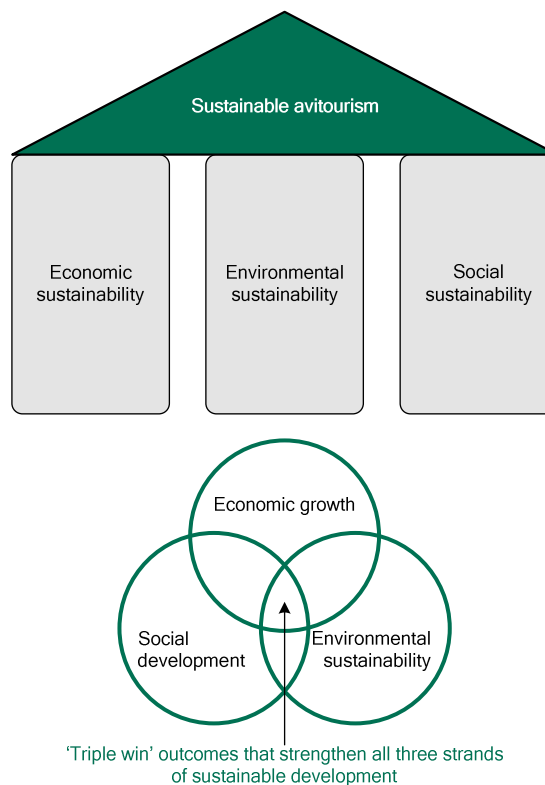 Sustainable avitourism
Economic
sustainability
Environmental
sustainability
Social
sustainability
Economic growth
Social
development
Environmental
sustainability
‘Triple win’ outcomes that strengthen all three strands
of sustainable development